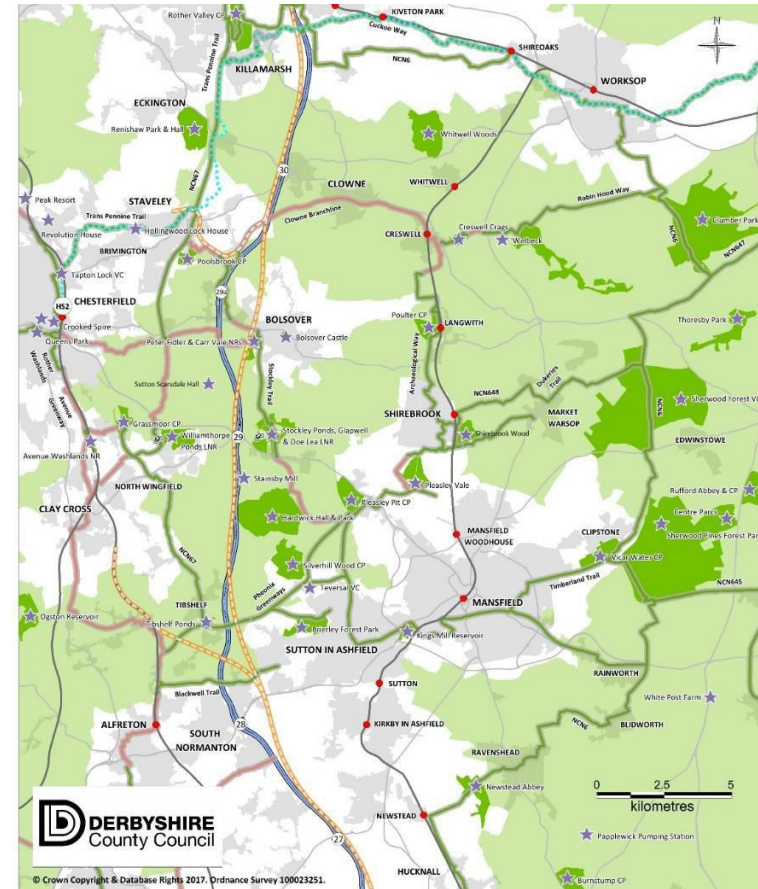 KIVETON PARK
Rother Valley CP
Cuckoo Way
SHIREOAKS
N
Trans Pennine Trail
KILLAMARSH
NCN6
WORKSOP
ECKINGTON
Renishaw Park & Hall
Whitwell Woods
30
NCN67
CLOWNE
WHITWELL
Peak Resort
STAVELEY
Robin Hood Way
Clumber Park
Trans Pennine Trail
Clowne Branchline
Revolution House
Hollingwood Lock House
CRESWELL
Creswell Crags
Welbeck
NCN6
BRIMINGTON
Poolsbrook CP
Tapton Lock VC
NCN647
29a
CHESTERFIELD
HS2
BOLSOVER
Poulter CP
LANGWITH
Thoresby Park
Crooked Spire
Queens Park
Peter Fidler & Carr Vale NRs
Bolsover Castle
Rother Washlands
Archaeological Way
Stockley Trail
Sutton Scarsdale Hall
Dukeries Trail
NCN648
Avenue Greenway
SHIREBROOK
MARKET WARSOP
NCN6
Sherwood Forest VC
Grassmoor CP
Williamthorpe Ponds LNR
29
Stockley Ponds, Glapwell & Doe Lea LNR
Shirebrook Wood
EDWINSTOWE
Avenue Washlands NR
Stainsby Mill
Pleasley Vale
NORTH WINGFIELD
Rufford Abbey & CP
CLAY CROSS
Hardwick Hall & Park
Pleasley Pit CP
Centre Parcs
Sherwood Pines Forest Park
MANSFIELD WOODHOUSE
CLIPSTONE
Vicar Water CP
NCN67
Silverhill Wood CP
Timberland Trail
NCN645
Pheonix Greenways
Teversal VC
MANSFIELD
TIBSHELF
Ogston Reservoir
Tibshelf Ponds
Brierley Forest Park
Kings Mill Reservoir
SUTTON IN ASHFIELD
RAINWORTH
Blackwell Trail
SUTTON
White Post Farm
ALFRETON
SOUTH NORMANTON
28
KIRKBY IN ASHFIELD
NCN6
BLIDWORTH
RAVENSHEAD
Newstead Abbey
0 2.5 5
kilometres
DERBYSHIRE
County Council
NEWSTEAD
27
Papplewick Pumping Station
HUCKNALL
Burnstump CP
© Crown Copyright & Database Rights 2017. Ordnance Survey 100023251.